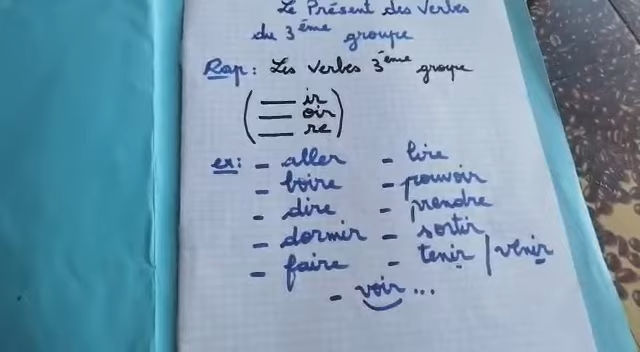 Le Présent des verbes
du 3ème groupe
Rap: Les verbes 3ème groupe
(— ir
— oir
— re)
ex: - aller - lire
- boire - pouvoir
- dire - prendre
- dormir - sortir
- faire - tenir / venir
- voir ...